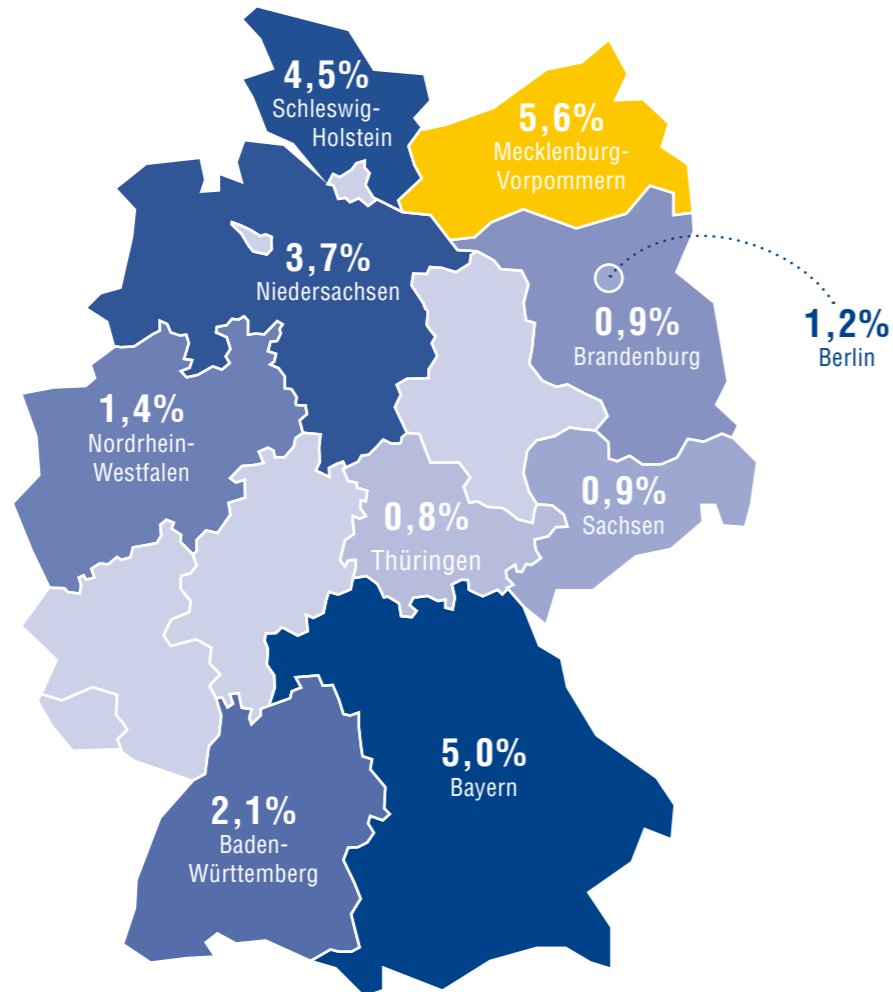 4,5%
Schleswig-
Holstein
5,6%
Mecklenburg-
Vorpommern
3,7%
Niedersachsen
0,9%
Brandenburg
1,2%
Berlin
1,4%
Nordrhein-
Westfalen
0,8%
Thüringen
0,9%
Sachsen
5,0%
Bayern
2,1%
Baden-
Württemberg